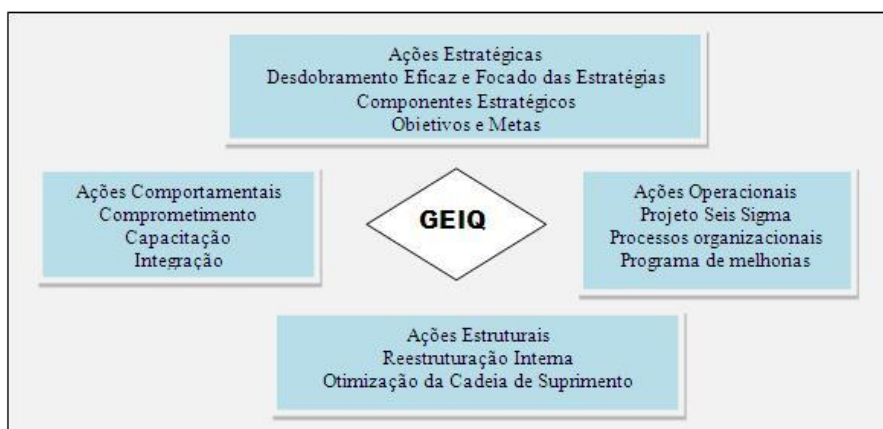 Ações Estratégicas
Desdobramento Eficaz e Focado das Estratégias
Componentes Estratégicos
Objetivos e Metas
Ações Comportamentais
Comprometimento
Capacitação
Integração
GEIQ
Ações Operacionais
Projeto Seis Sigma
Processos organizacionais
Programa de melhorias
Ações Estruturais
Reestruturação Interna
Otimização da Cadeia de Suprimento